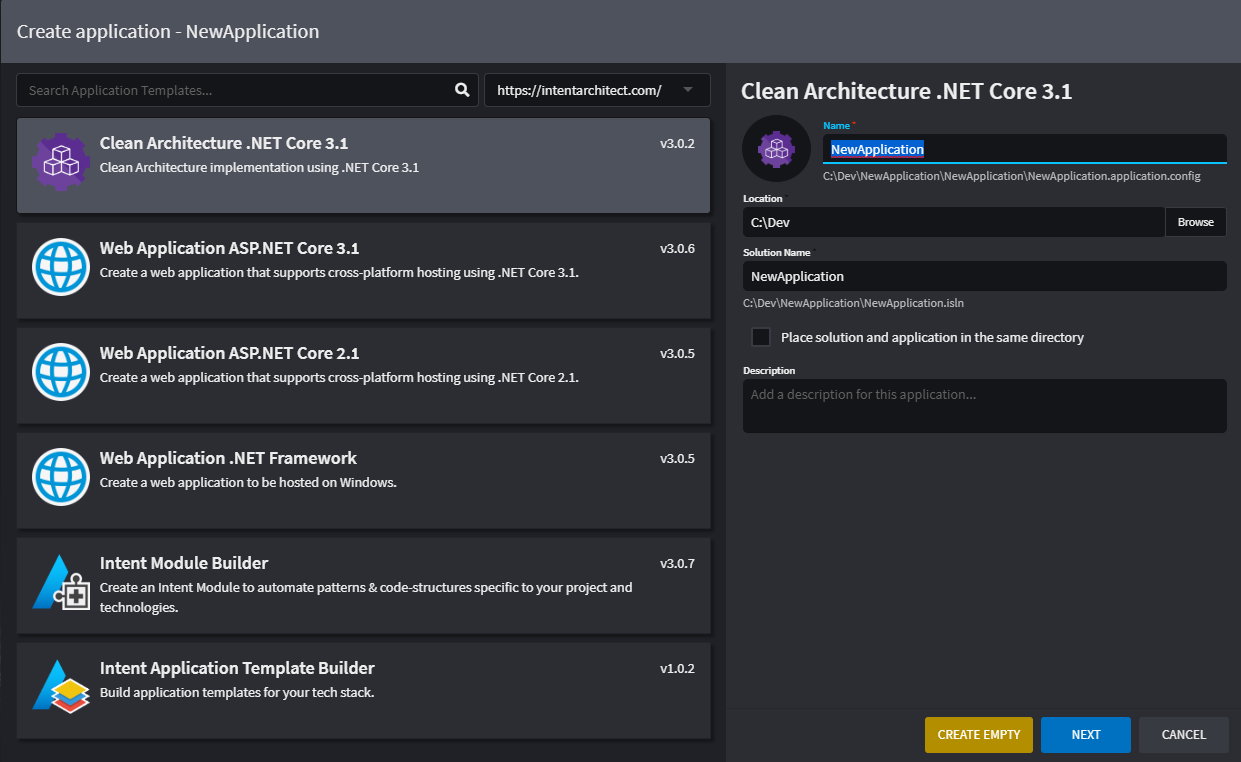 Create application - NewApplication
Search Application Templates...
https://intentarchitect.com/
Clean Architecture .NET Core 3.1
v3.0.2
Clean Architecture implementation using .NET Core 3.1
Web Application ASP.NET Core 3.1
v3.0.6
Create a web application that supports cross-platform hosting using .NET Core 3.1.
Web Application ASP.NET Core 2.1
v3.0.5
Create a web application that supports cross-platform hosting using .NET Core 2.1.
Web Application .NET Framework
v3.0.5
Create a web application to be hosted on Windows.
Intent Module Builder
v3.0.7
Create an Intent Module to automate patterns & code-structures specific to your project and
technologies.
Intent Application Template Builder
v1.0.2
Build application templates for your tech stack.
Clean Architecture .NET Core 3.1
Name *
NewApplication
C:\Dev\NewApplication\NewApplication\NewApplication.application.config
Location *
C:\Dev
Browse
Solution Name *
NewApplication
C:\Dev\NewApplication\NewApplication.isln
Place solution and application in the same directory
Description
Add a description for this application...
CREATE EMPTY
NEXT
CANCEL